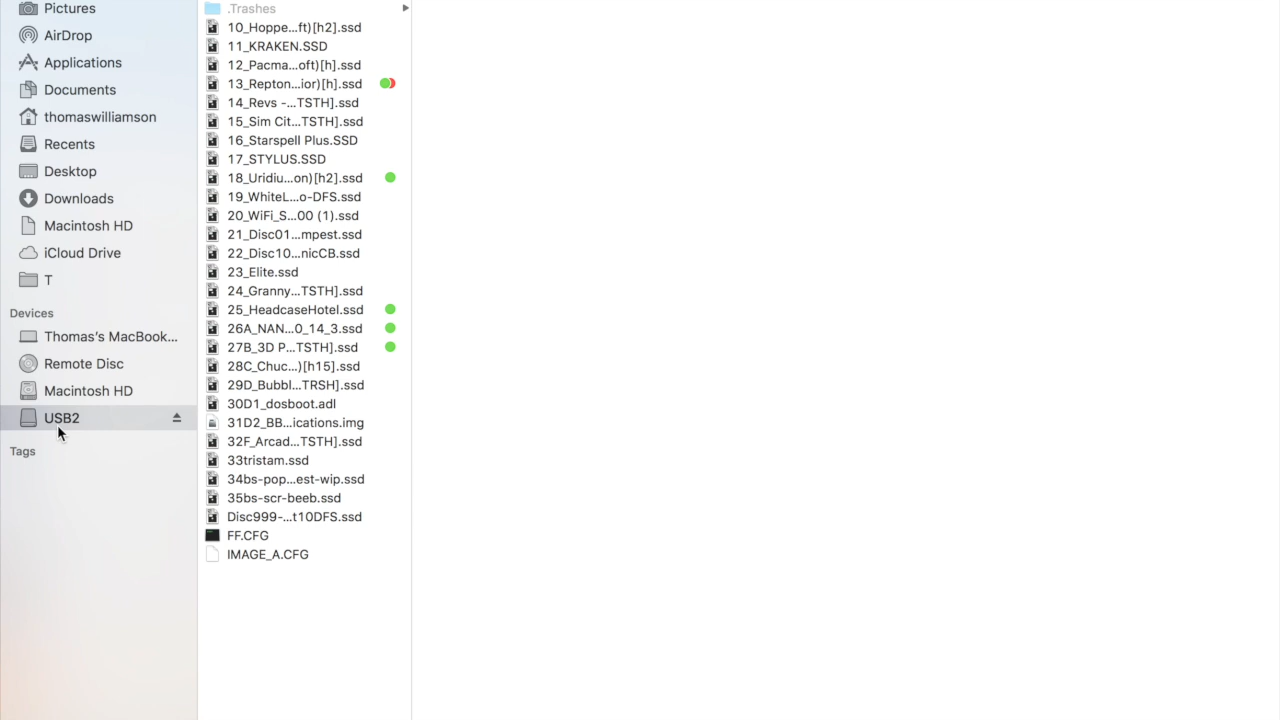 Pictures
AirDrop
Applications
Documents
thomaswilliamson
Recents
Desktop
Downloads
Macintosh HD
iCloud Drive
T
Devices
Thomas's MacBook...
Remote Disc
Macintosh HD
USB2
Tags
.Trashes
10_Hoppe...ft)[h2].ssd
11_KRAKEN.SSD
12_Pacma...oft)[h].ssd
13_Repton...ior)[h].ssd
14_Revs -...TSTH].ssd
15_Sim Cit...TSTH].ssd
16_Starspell Plus.SSD
17_STYLUS.SSD
18_Uridiu...on)[h2].ssd
19_WhiteL...o-DFS.ssd
20_WiFi_S...00 (1).ssd
21_Disc01...mpest.ssd
22_Disc10...nicCB.ssd
23_Elite.ssd
24_Granny...TSTH].ssd
25_HeadcaseHotel.ssd
26A_NAN...0_14_3.ssd
27B_3D P...TSTH].ssd
28C_Chuc...)[h15].ssd
29D_Bubbl...TRSH].ssd
30D1_dosboot.adl
31D2_BB...ications.img
32F_Arcad...TSTH].ssd
33tristam.ssd
34bs-pop...est-wip.ssd
35bs-scr-beeb.ssd
Disc999-...t10DFS.ssd
FF.CFG
IMAGE_A.CFG